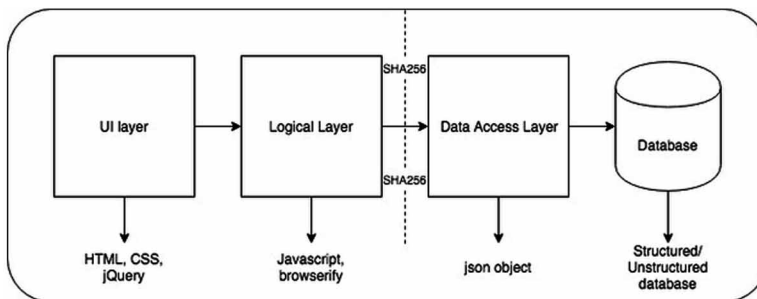 SHA256
UI layer
Logical Layer
Data Access Layer
Database
SHA256
HTML, CSS,
jQuery
Javascript,
browserify
json object
Structured/
Unstructured
database